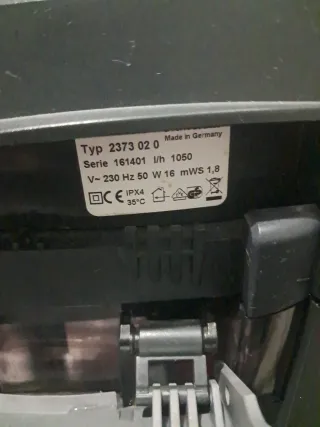 Made in Germany
Typ 2373 02 0
Serie 161401 l/h 1050
V~ 230 Hz 50 W 16 mWS 1,8
CE IPX4
35°C